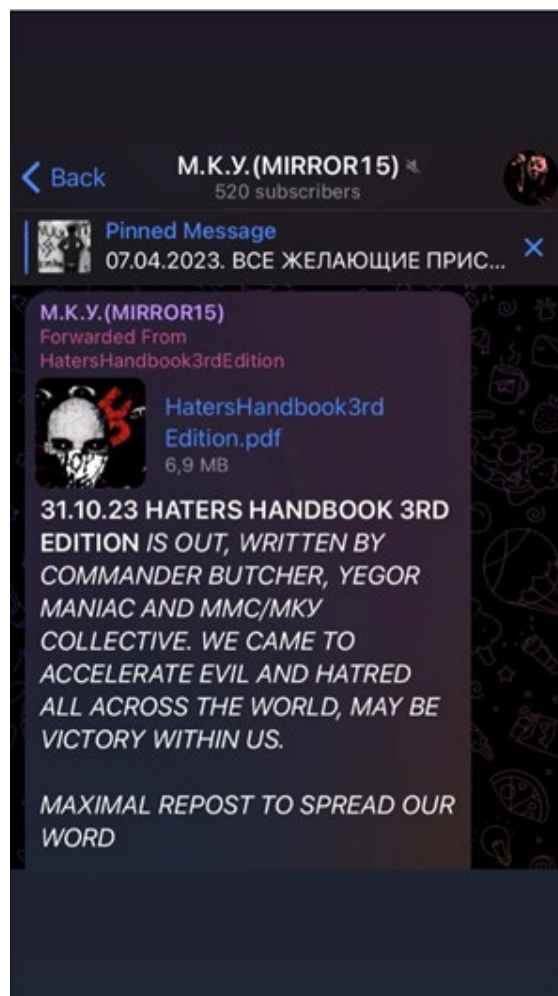 Back
М.К.У.(MIRROR15)
520 subscribers
Pinned Message
07.04.2023. ВСЕ ЖЕЛАЮЩИЕ ПРИС...
М.К.У.(MIRROR15)
Forwarded From
HatersHandbook3rdEdition
HatersHandbook3rd
Edition.pdf
6,9 MB
31.10.23 HATERS HANDBOOK 3RD
EDITION IS OUT, WRITTEN BY
COMMANDER BUTCHER, YEGOR
MANIAC AND MMC/МКУ
COLLECTIVE. WE CAME TO
ACCELERATE EVIL AND HATRED
ALL ACROSS THE WORLD, MAY BE
VICTORY WITHIN US.
MAXIMAL REPOST TO SPREAD OUR
WORD